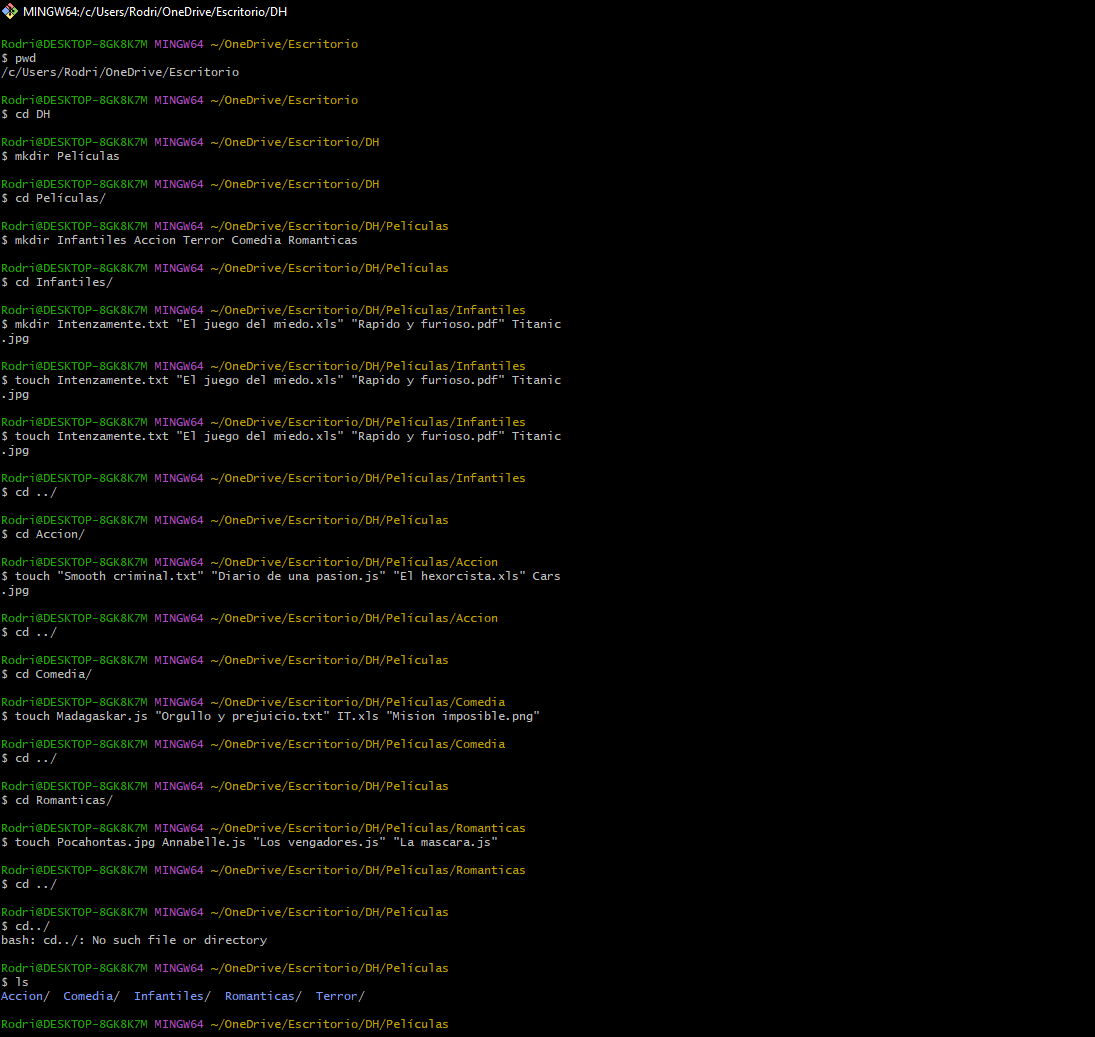 MINGW64:/c/Users/Rodri/OneDrive/Escritorio/DH
Rodri@DESKTOP-8GK8K7M MINGW64 ~/OneDrive/Escritorio
$ pwd
/c/Users/Rodri/OneDrive/Escritorio
Rodri@DESKTOP-8GK8K7M MINGW64 ~/OneDrive/Escritorio
$ cd DH
Rodri@DESKTOP-8GK8K7M MINGW64 ~/OneDrive/Escritorio/DH
$ mkdir Películas
Rodri@DESKTOP-8GK8K7M MINGW64 ~/OneDrive/Escritorio/DH
$ cd Películas/
Rodri@DESKTOP-8GK8K7M MINGW64 ~/OneDrive/Escritorio/DH/Películas
$ mkdir Infantiles Accion Terror Comedia Romanticas
Rodri@DESKTOP-8GK8K7M MINGW64 ~/OneDrive/Escritorio/DH/Películas
$ cd Infantiles/
Rodri@DESKTOP-8GK8K7M MINGW64 ~/OneDrive/Escritorio/DH/Películas/Infantiles
$ mkdir Intenzamente.txt "El juego del miedo.xls" "Rapido y furioso.pdf" Titanic
.jpg
Rodri@DESKTOP-8GK8K7M MINGW64 ~/OneDrive/Escritorio/DH/Películas/Infantiles
$ touch Intenzamente.txt "El juego del miedo.xls" "Rapido y furioso.pdf" Titanic
.jpg
Rodri@DESKTOP-8GK8K7M MINGW64 ~/OneDrive/Escritorio/DH/Películas/Infantiles
$ touch Intenzamente.txt "El juego del miedo.xls" "Rapido y furioso.pdf" Titanic
.jpg
Rodri@DESKTOP-8GK8K7M MINGW64 ~/OneDrive/Escritorio/DH/Películas/Infantiles
$ cd ../
Rodri@DESKTOP-8GK8K7M MINGW64 ~/OneDrive/Escritorio/DH/Películas
$ cd Accion/
Rodri@DESKTOP-8GK8K7M MINGW64 ~/OneDrive/Escritorio/DH/Películas/Accion
$ touch "Smooth criminal.txt" "Diario de una pasion.js" "El hexorcista.xls" Cars
.jpg
Rodri@DESKTOP-8GK8K7M MINGW64 ~/OneDrive/Escritorio/DH/Películas/Accion
$ cd ../
Rodri@DESKTOP-8GK8K7M MINGW64 ~/OneDrive/Escritorio/DH/Películas
$ cd Comedia/
Rodri@DESKTOP-8GK8K7M MINGW64 ~/OneDrive/Escritorio/DH/Películas/Comedia
$ touch Madagaskar.js "Orgullo y prejuicio.txt" IT.xls "Mision imposible.png"
Rodri@DESKTOP-8GK8K7M MINGW64 ~/OneDrive/Escritorio/DH/Películas/Comedia
$ cd ../
Rodri@DESKTOP-8GK8K7M MINGW64 ~/OneDrive/Escritorio/DH/Películas
$ cd Romanticas/
Rodri@DESKTOP-8GK8K7M MINGW64 ~/OneDrive/Escritorio/DH/Películas/Romanticas
$ touch Pocahontas.jpg Annabelle.js "Los vengadores.js" "La mascara.js"
Rodri@DESKTOP-8GK8K7M MINGW64 ~/OneDrive/Escritorio/DH/Películas/Romanticas
$ cd ../
Rodri@DESKTOP-8GK8K7M MINGW64 ~/OneDrive/Escritorio/DH/Películas
$ cd../
bash: cd../: No such file or directory
Rodri@DESKTOP-8GK8K7M MINGW64 ~/OneDrive/Escritorio/DH/Películas
$ ls
Accion/  Comedia/  Infantiles/  Romanticas/  Terror/
Rodri@DESKTOP-8GK8K7M MINGW64 ~/OneDrive/Escritorio/DH/Películas